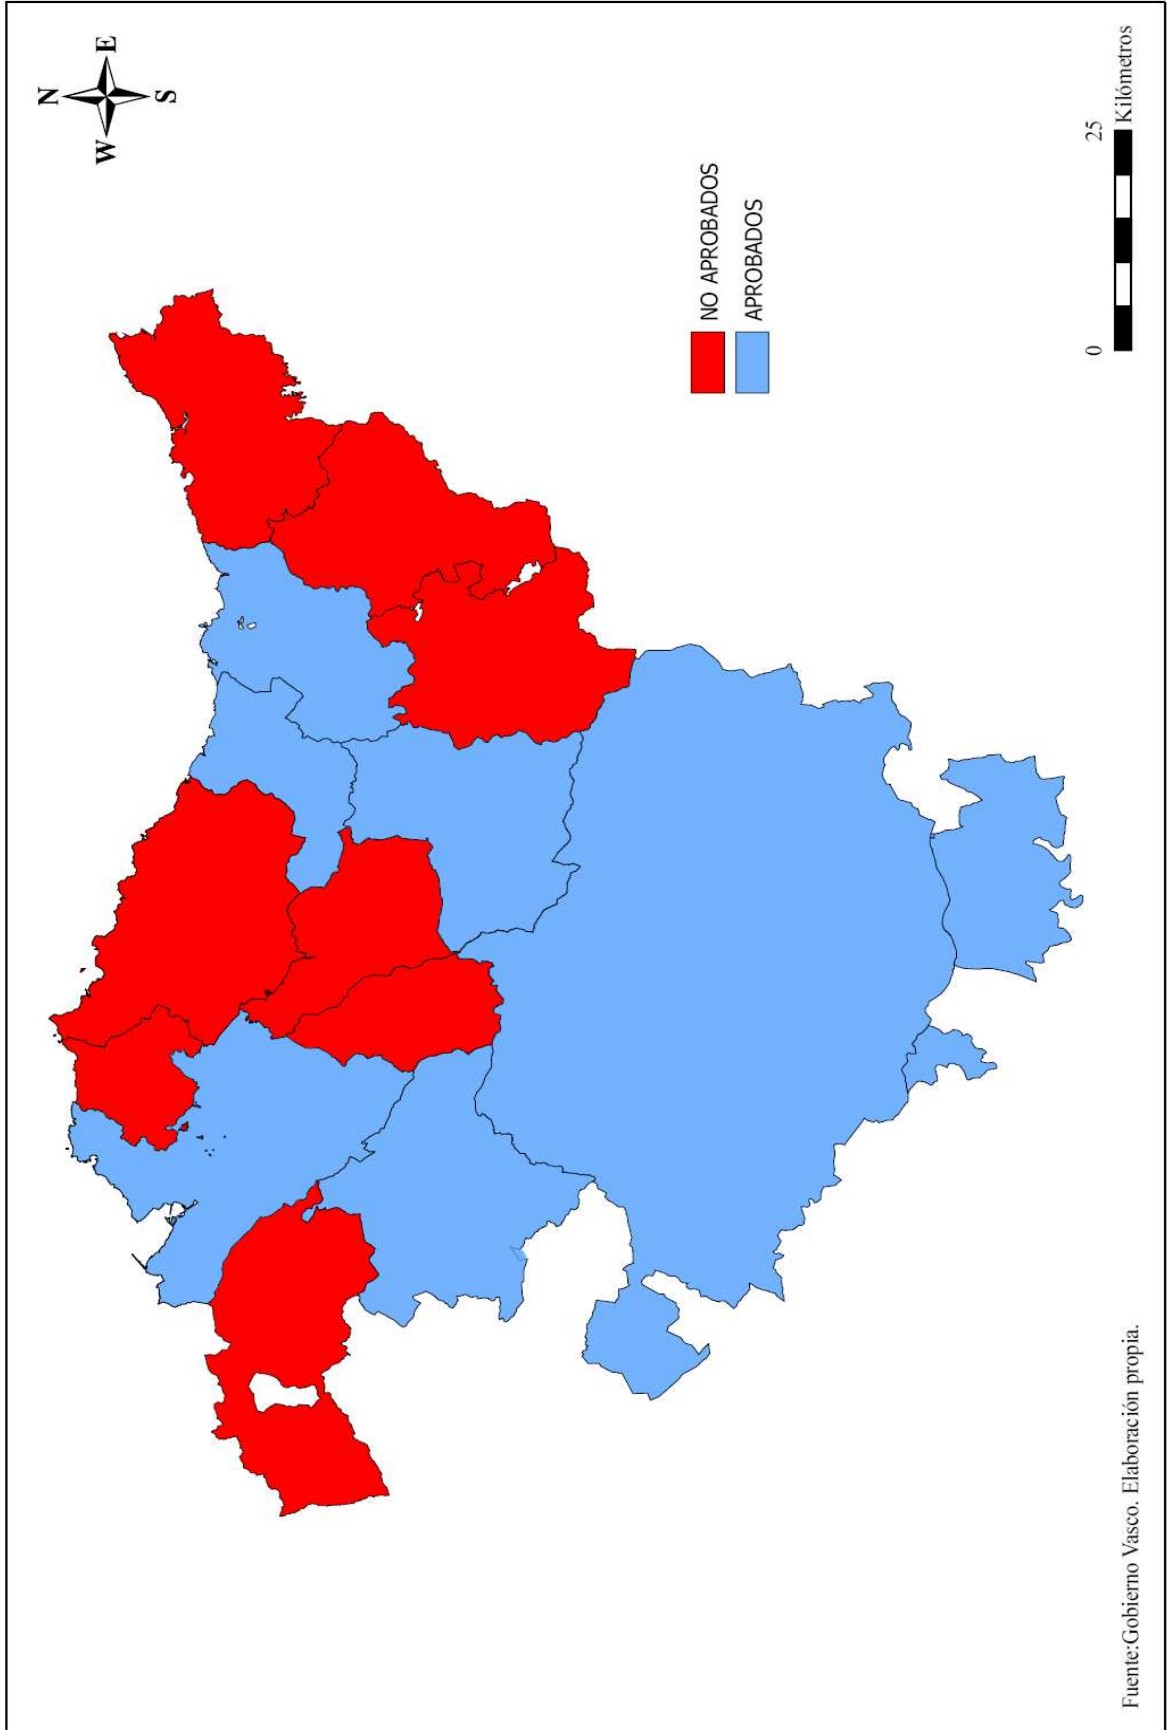 N
W E
S
NO APROBADOS
APROBADOS
0 25
Kilómetros
Fuente:Gobierno Vasco. Elaboración propia.